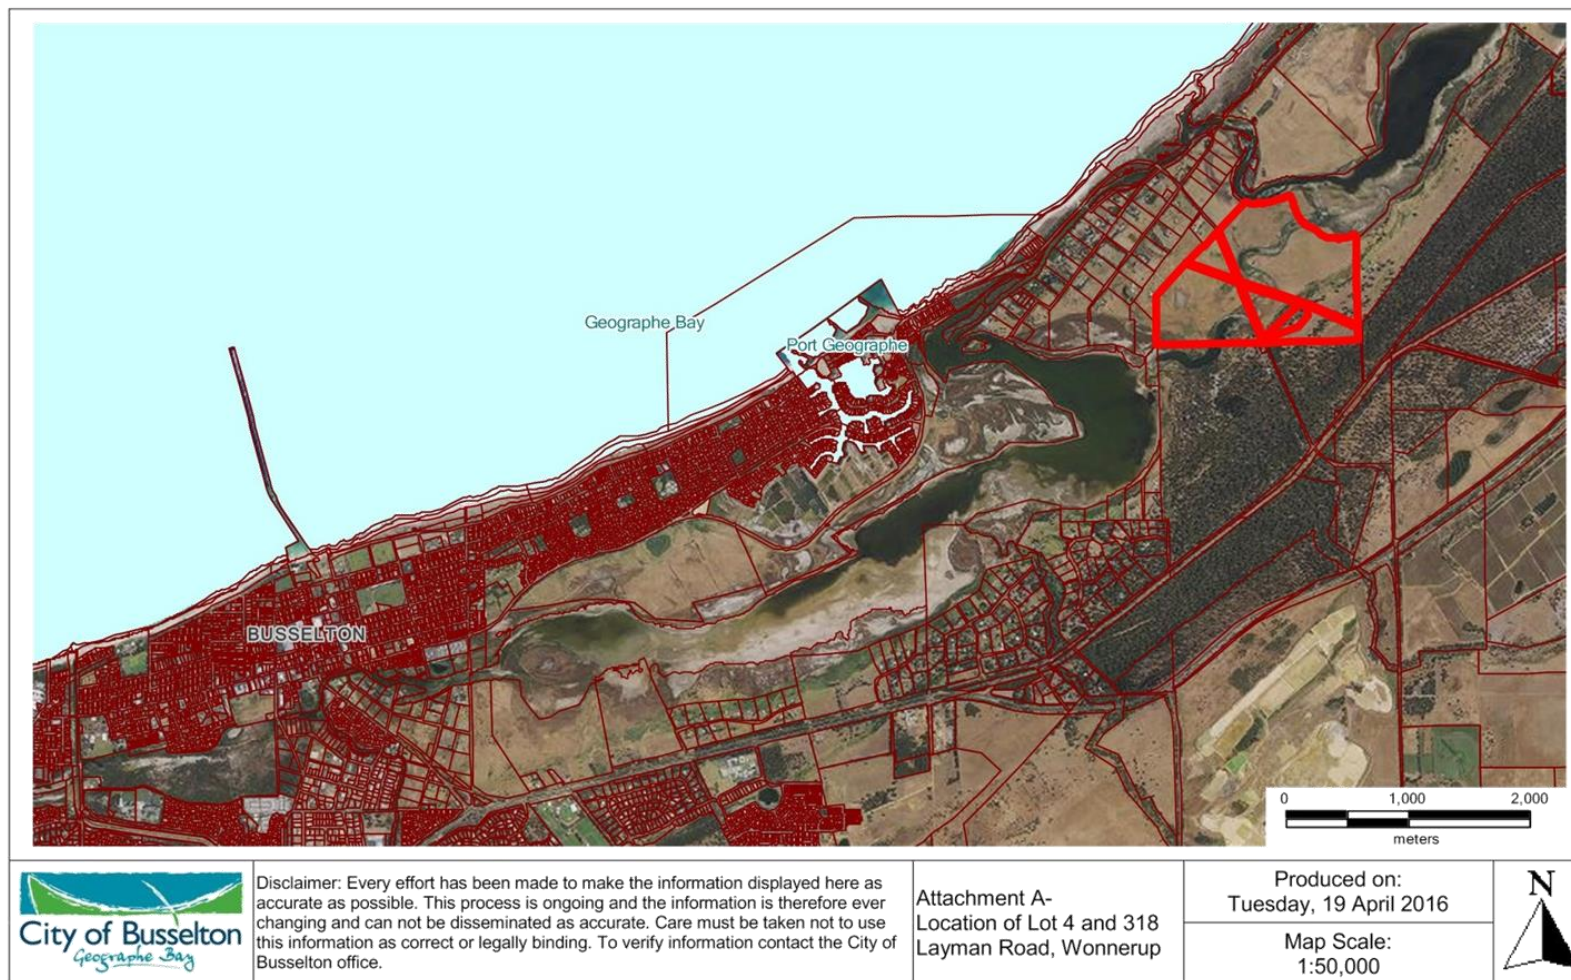 Geographe Bay
Port Geographe
BUSSELTON
0 1,000 2,000
meters
City of Busselton
Geographe Bay
Disclaimer: Every effort has been made to make the information displayed here as
accurate as possible. This process is ongoing and the information is therefore ever
changing and can not be disseminated as accurate. Care must be taken not to use
this information as correct or legally binding. To verify information contact the City of
Busselton office.
Attachment A-
Location of Lot 4 and 318
Layman Road, Wonnerup
Produced on:
Tuesday, 19 April 2016
Map Scale:
1:50,000
N